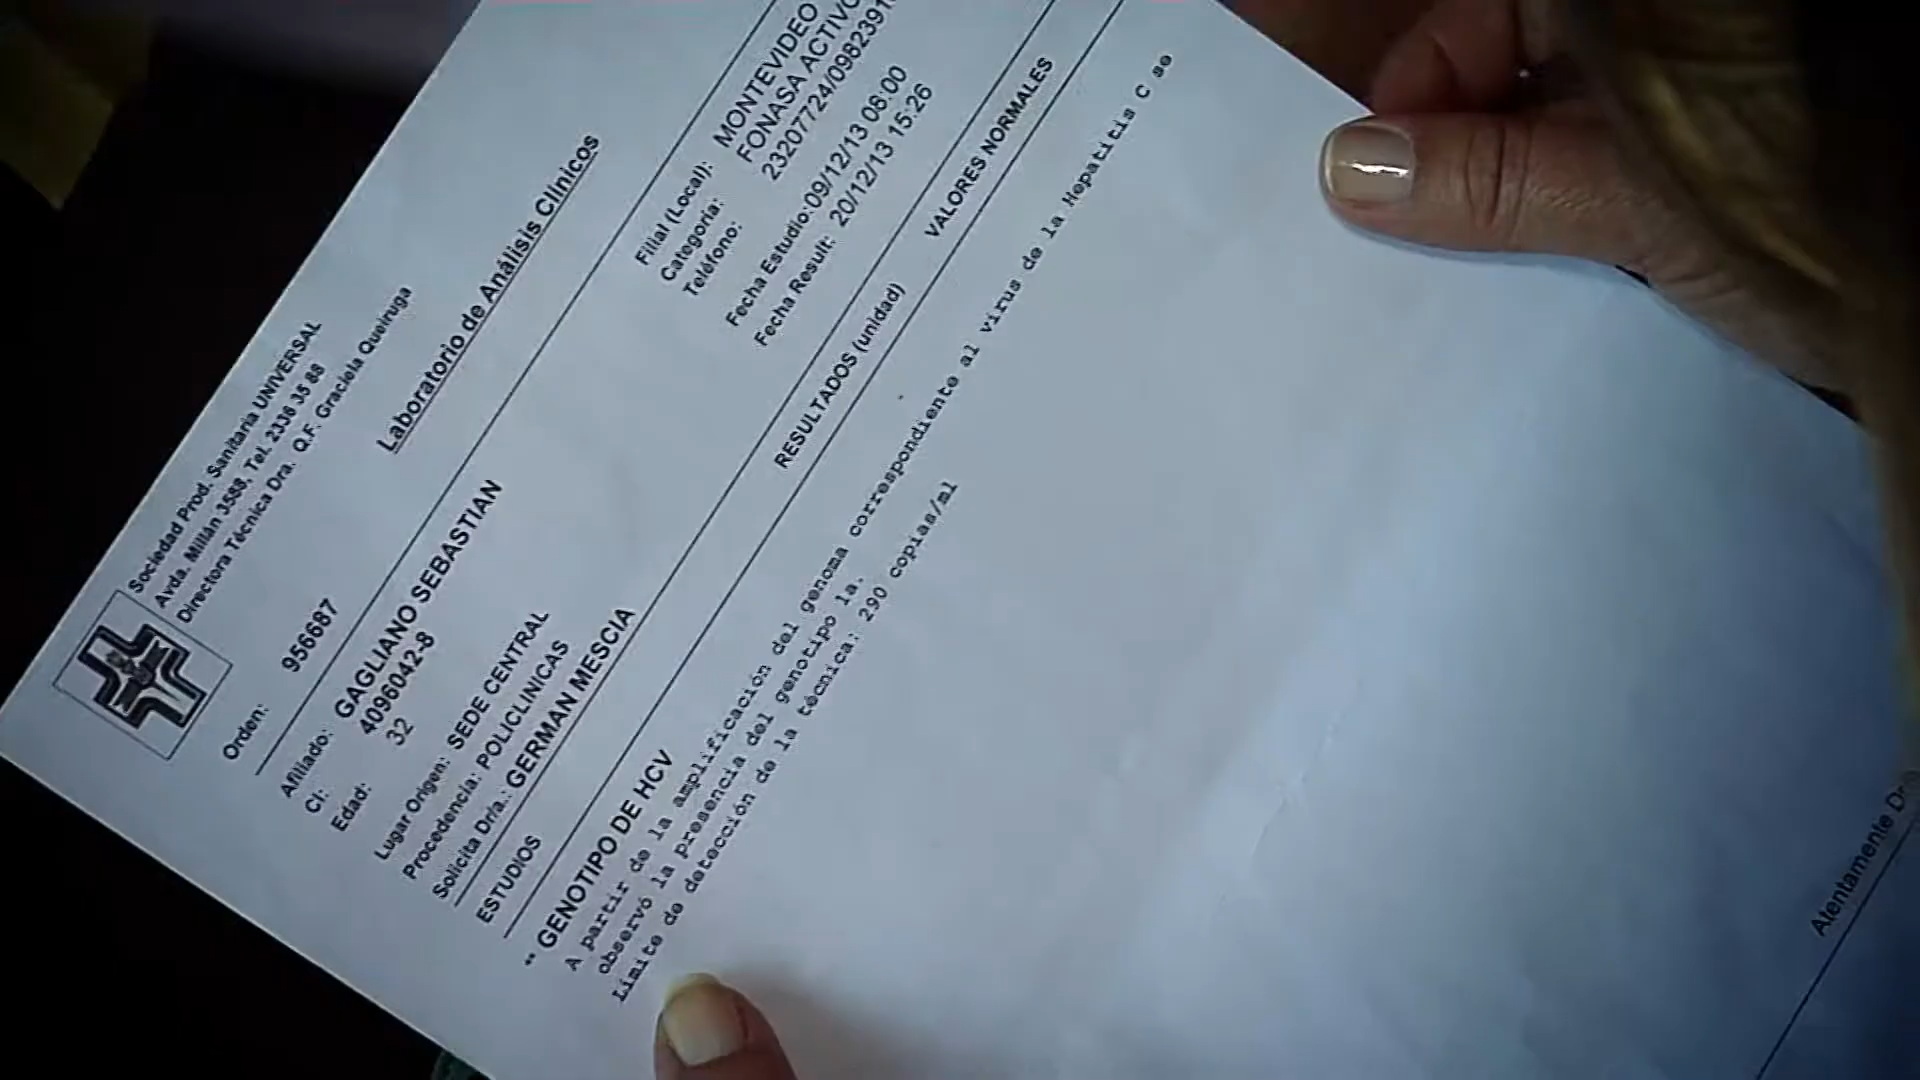 Sociedad Prod. Sanitaria UNIVERSAL
Avda. Millán 3588, Tel. 2336 35 88
Directora Técnica Dra. Q.F. Graciela Queiruga
Laboratorio de Análisis Clínicos
Orden: 956687
Afiliado: GAGLIANO SEBASTIAN
CI: 4096042-8
Edad: 32
Filial (Local): MONTEVIDEO
Categoría: FONASA ACTIVO
Teléfono: 23207724/0982391
Lugar Origen: SEDE CENTRAL
Procedencia: POLICLINICAS
Solicita Dr/a.: GERMAN MESCIA
Fecha Estudio: 09/12/13 08:00
Fecha Result: 20/12/13 15:26
ESTUDIOS RESULTADOS (unidad) VALORES NORMALES
** GENOTIPO DE HCV
A partir de la amplificación del genoma correspondiente al virus de la Hepatitis C se
observó la presencia del genotipo 1a.
Límite de detección de la técnica: 290 copias/ml
Atentamente